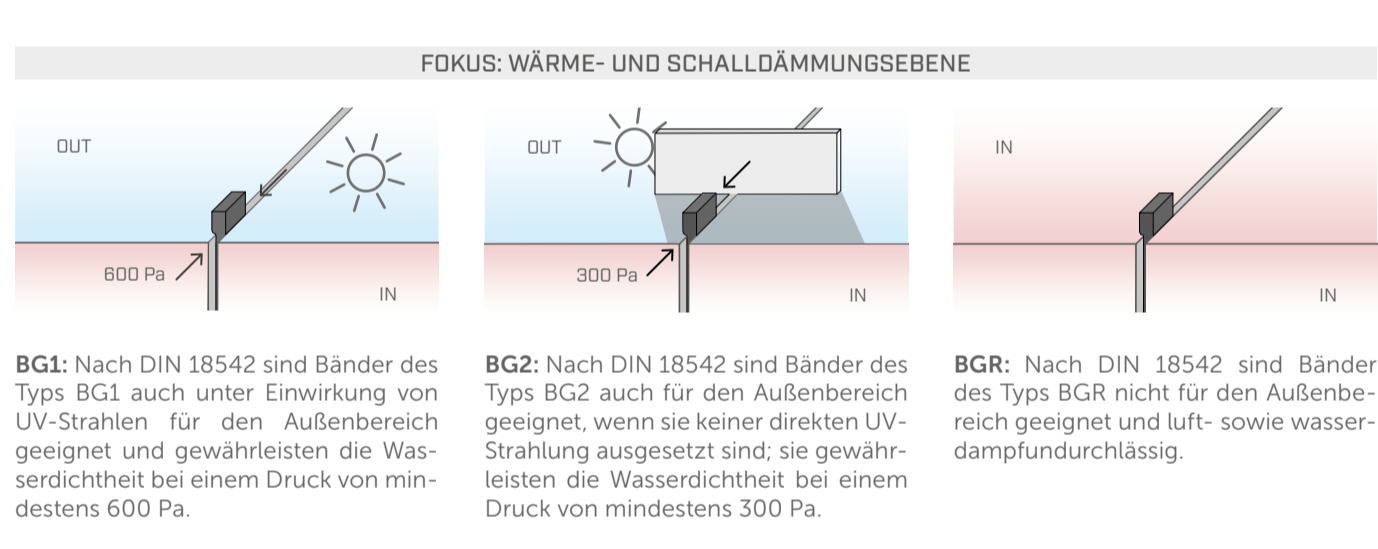 FOKUS: WÄRME- UND SCHALLDÄMMUNGSEBENE
OUT
600 Pa
IN
OUT
300 Pa
IN
IN
IN
BG1: Nach DIN 18542 sind Bänder des
Typs BG1 auch unter Einwirkung von
UV-Strahlen für den Außenbereich
geeignet und gewährleisten die Was-
serdichtheit bei einem Druck von min-
destens 600 Pa.
BG2: Nach DIN 18542 sind Bänder des
Typs BG2 auch für den Außenbereich
geeignet, wenn sie keiner direkten UV-
Strahlung ausgesetzt sind; sie gewähr-
leisten die Wasserdichtheit bei einem
Druck von mindestens 300 Pa.
BGR: Nach DIN 18542 sind Bänder
des Typs BGR nicht für den Außenbe-
reich geeignet und luft- sowie wasser-
dampfundurchlässig.